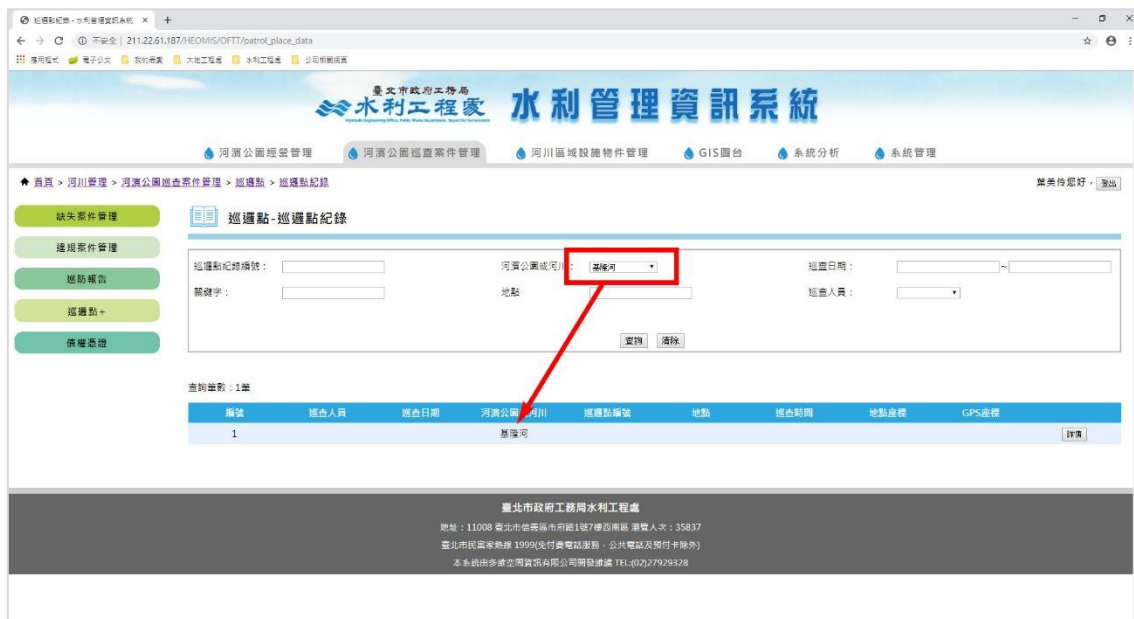 巡邏點紀錄 - 水利管理資訊系統
不安全 | 211.22.61.187/HEOMIS/OFTT/patrol_place_data
應用程式 電子公文 我的最愛 大地工程處 水利工程處 公司相關網頁
臺北市政府工務局
水利工程處 水利管理資訊系統
河濱公園經營管理 河濱公園巡查案件管理 河川區域設施物件管理 GIS圖台 系統分析 系統管理
首頁 > 河川管理 > 河濱公園巡查案件管理 > 巡邏點 > 巡邏點紀錄
葉美伶您好, 登出
缺失案件管理
違規案件管理
巡防報告
巡邏點+
債權憑證
巡邏點-巡邏點紀錄
巡邏點紀錄編號: 河濱公園或河川: 基隆河 巡查日期: ~
關鍵字: 地點 巡查人員:
查詢 清除
查詢筆數:1筆
編號 巡查人員 巡查日期 河濱公園或河川 巡邏點編號 地點 巡查時間 地點座標 GPS座標
1 基隆河 詳情
臺北市政府工務局水利工程處
地址:11008 臺北市信義區市府路1號7樓西南區 瀏覽人次:35837
臺北市民當家熱線 1999(免付費電話服務,公共電話及預付卡除外)
本系統由多維空間資訊有限公司開發維護 TEL:(02)27929328